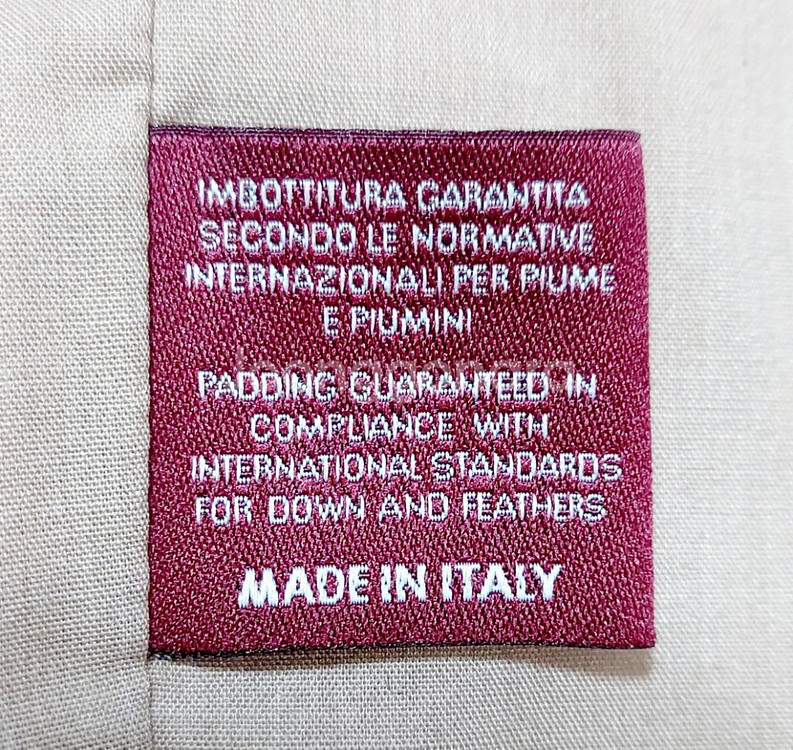 IMBOTTITURA GARANTITA
SECONDO LE NORMATIVE
INTERNAZIONALI PER PIUME
E PIUMINI
PADDING GUARANTEED IN
COMPLIANCE WITH
INTERNATIONAL STANDARDS
FOR DOWN AND FEATHERS
MADE IN ITALY